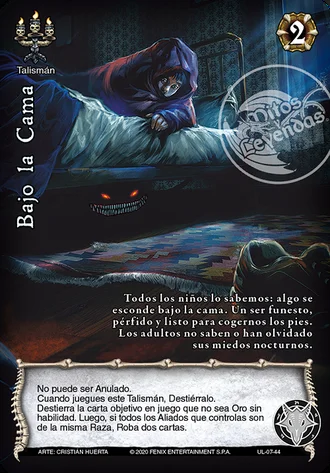 2
Talismán
Bajo la Cama
Mitos y Leyendas
Todos los niños lo sabemos: algo se
esconde bajo la cama. Un ser funesto,
pérfido y listo para cogernos los pies.
Los adultos no saben o han olvidado
sus miedos nocturnos.
No puede ser Anulado.
Cuando juegues este Talismán, Destiérralo.
Destierra la carta objetivo en juego que no sea Oro sin
habilidad. Luego, si todos los Aliados que controlas son
de la misma Raza, Roba dos cartas.
ARTE: CRISTIÁN HUERTA
© 2020 FENIX ENTERTAINMENT S.P.A.
UL-07-44